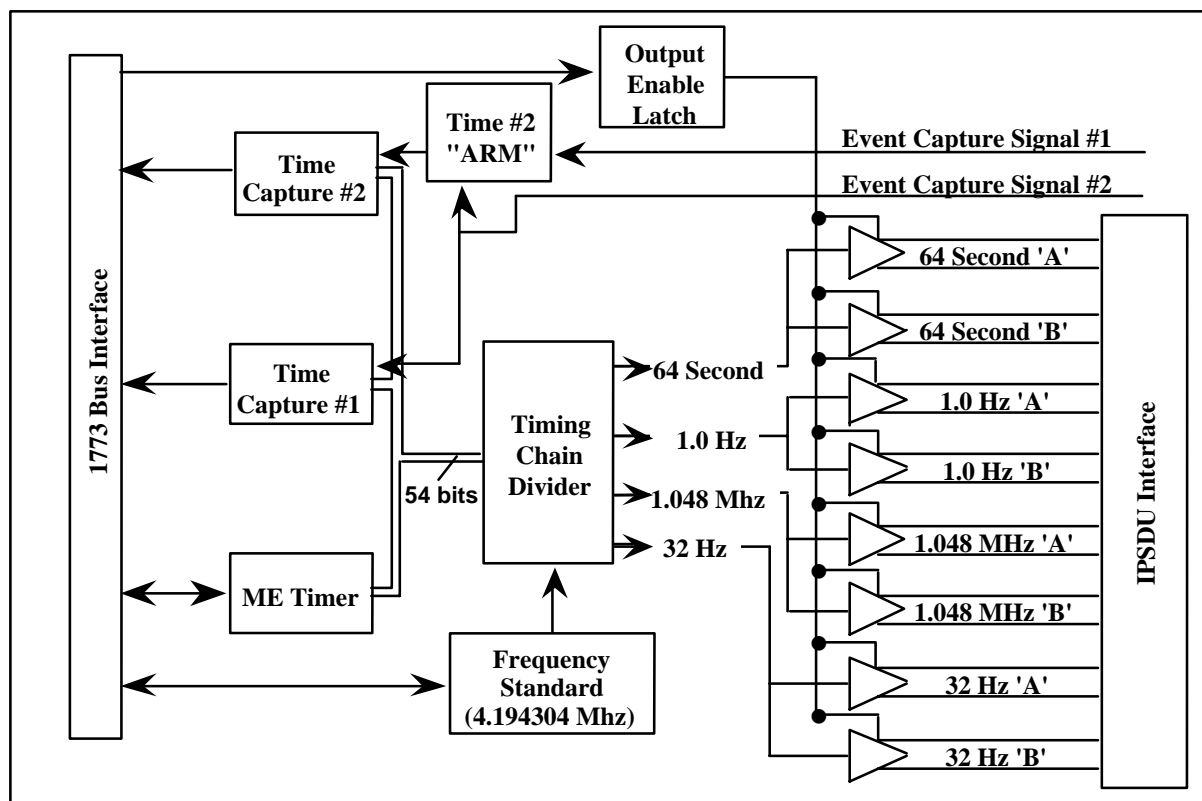 Output
Enable
Latch
Time #2
"ARM"
Event Capture Signal #1
Event Capture Signal #2
Time
Capture #2
1773 Bus Interface
64 Second 'A'
64 Second 'B'
Time
Capture #1
Timing
Chain
Divider
64 Second
1.0 Hz
1.048 Mhz
32 Hz
54 bits
1.0 Hz 'A'
1.0 Hz 'B'
1.048 MHz 'A'
1.048 MHz 'B'
32 Hz 'A'
32 Hz 'B'
IPSDU Interface
ME Timer
Frequency
Standard
(4.194304 Mhz)